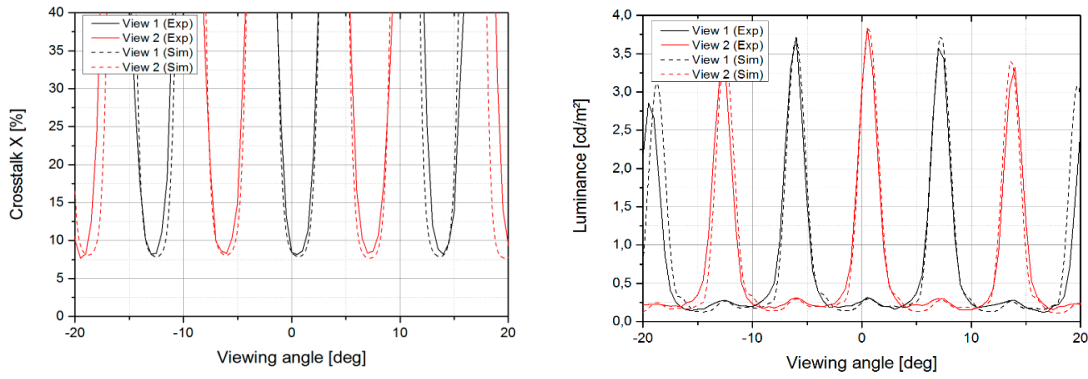 40
35
30
25
20
15
10
5
0
Crosstalk X [%]
View 1 (Exp)
View 2 (Exp)
View 1 (Sim)
View 2 (Sim)
-20
-10
0
10
20
Viewing angle [deg]
4,0
3,5
3,0
2,5
2,0
1,5
1,0
0,5
0,0
Luminance [cd/m²]
View 1 (Exp)
View 2 (Exp)
View 1 (Sim)
View 2 (Sim)
-20
-10
0
10
20
Viewing angle [deg]